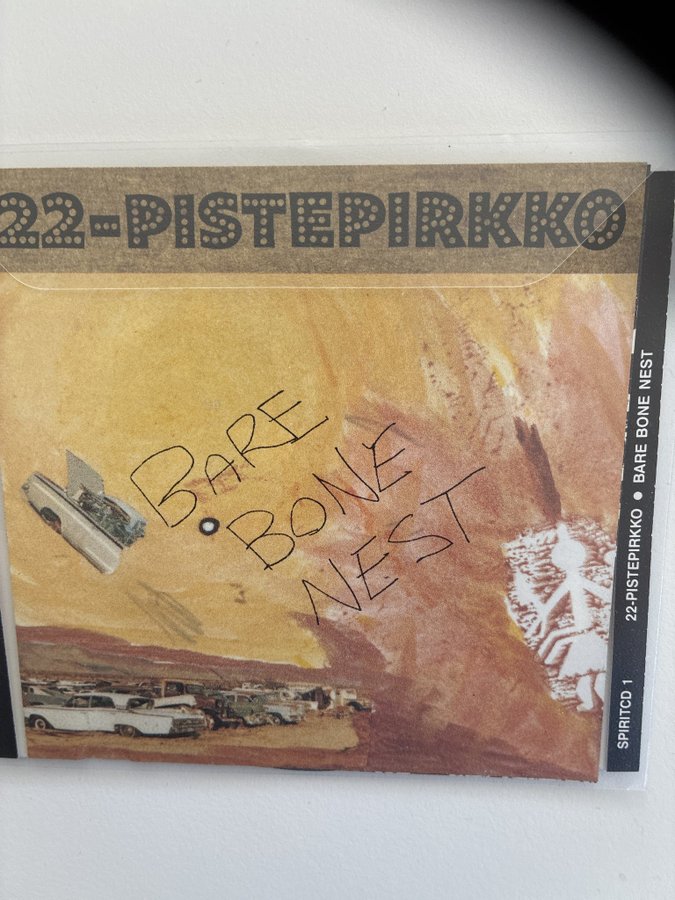 22-PISTEPIRKKO
BARE
BONE
NEST
SPIRITCD 1
22-PISTEPIRKKO ● BARE BONE NEST